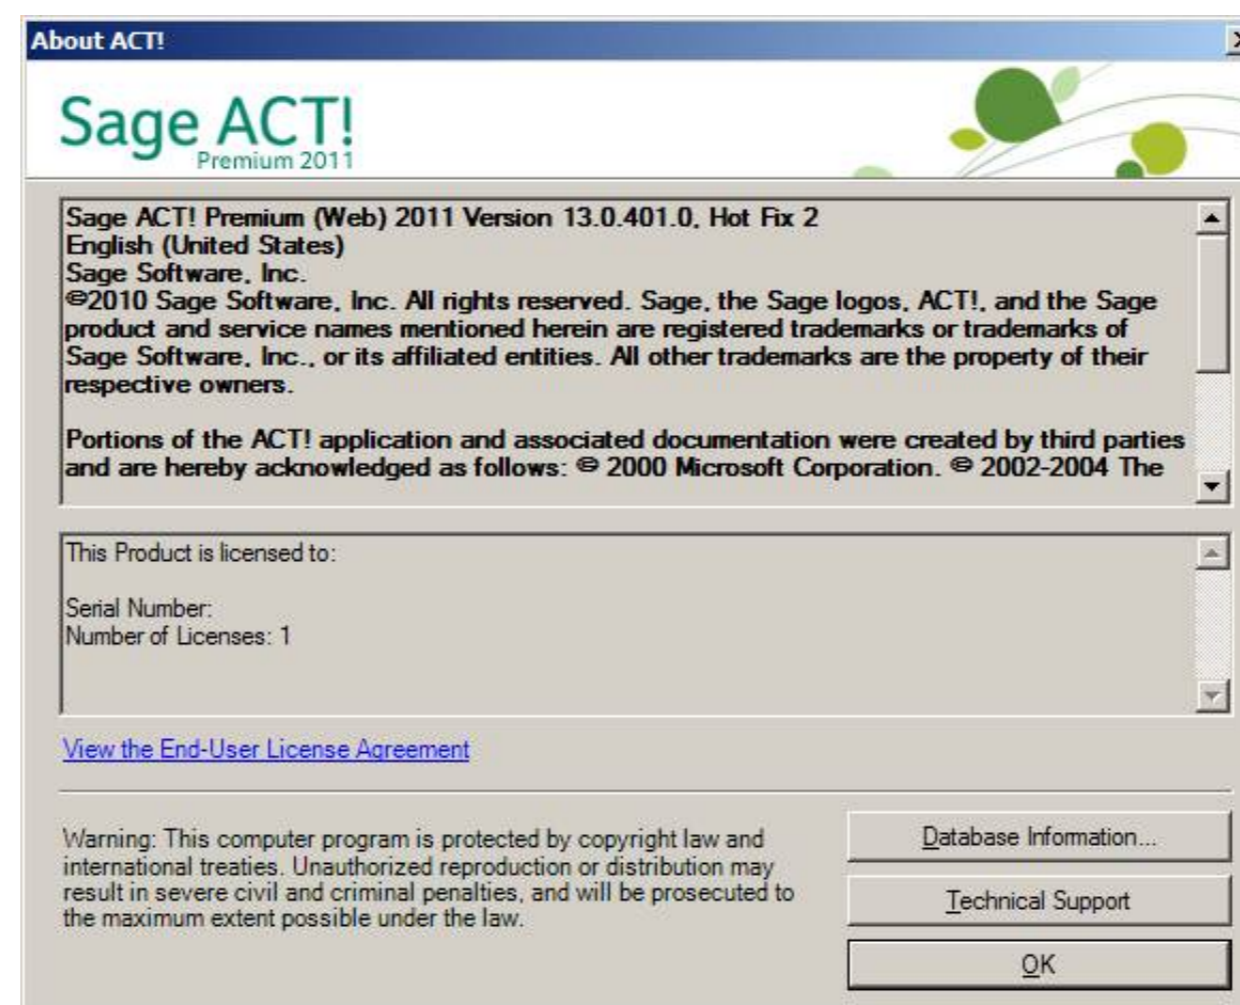 About ACT!
Sage ACT!
Premium 2011
Sage ACT! Premium (Web) 2011 Version 13.0.401.0, Hot Fix 2
English (United States)
Sage Software, Inc.
©2010 Sage Software, Inc. All rights reserved. Sage, the Sage logos, ACT!, and the Sage
product and service names mentioned herein are registered trademarks or trademarks of
Sage Software, Inc., or its affiliated entities. All other trademarks are the property of their
respective owners.
Portions of the ACT! application and associated documentation were created by third parties
and are hereby acknowledged as follows: © 2000 Microsoft Corporation. © 2002-2004 The
This Product is licensed to:
Serial Number:
Number of Licenses: 1
View the End-User License Agreement
Warning: This computer program is protected by copyright law and
international treaties. Unauthorized reproduction or distribution may
result in severe civil and criminal penalties, and will be prosecuted to
the maximum extent possible under the law.
Database Information...
Technical Support
OK